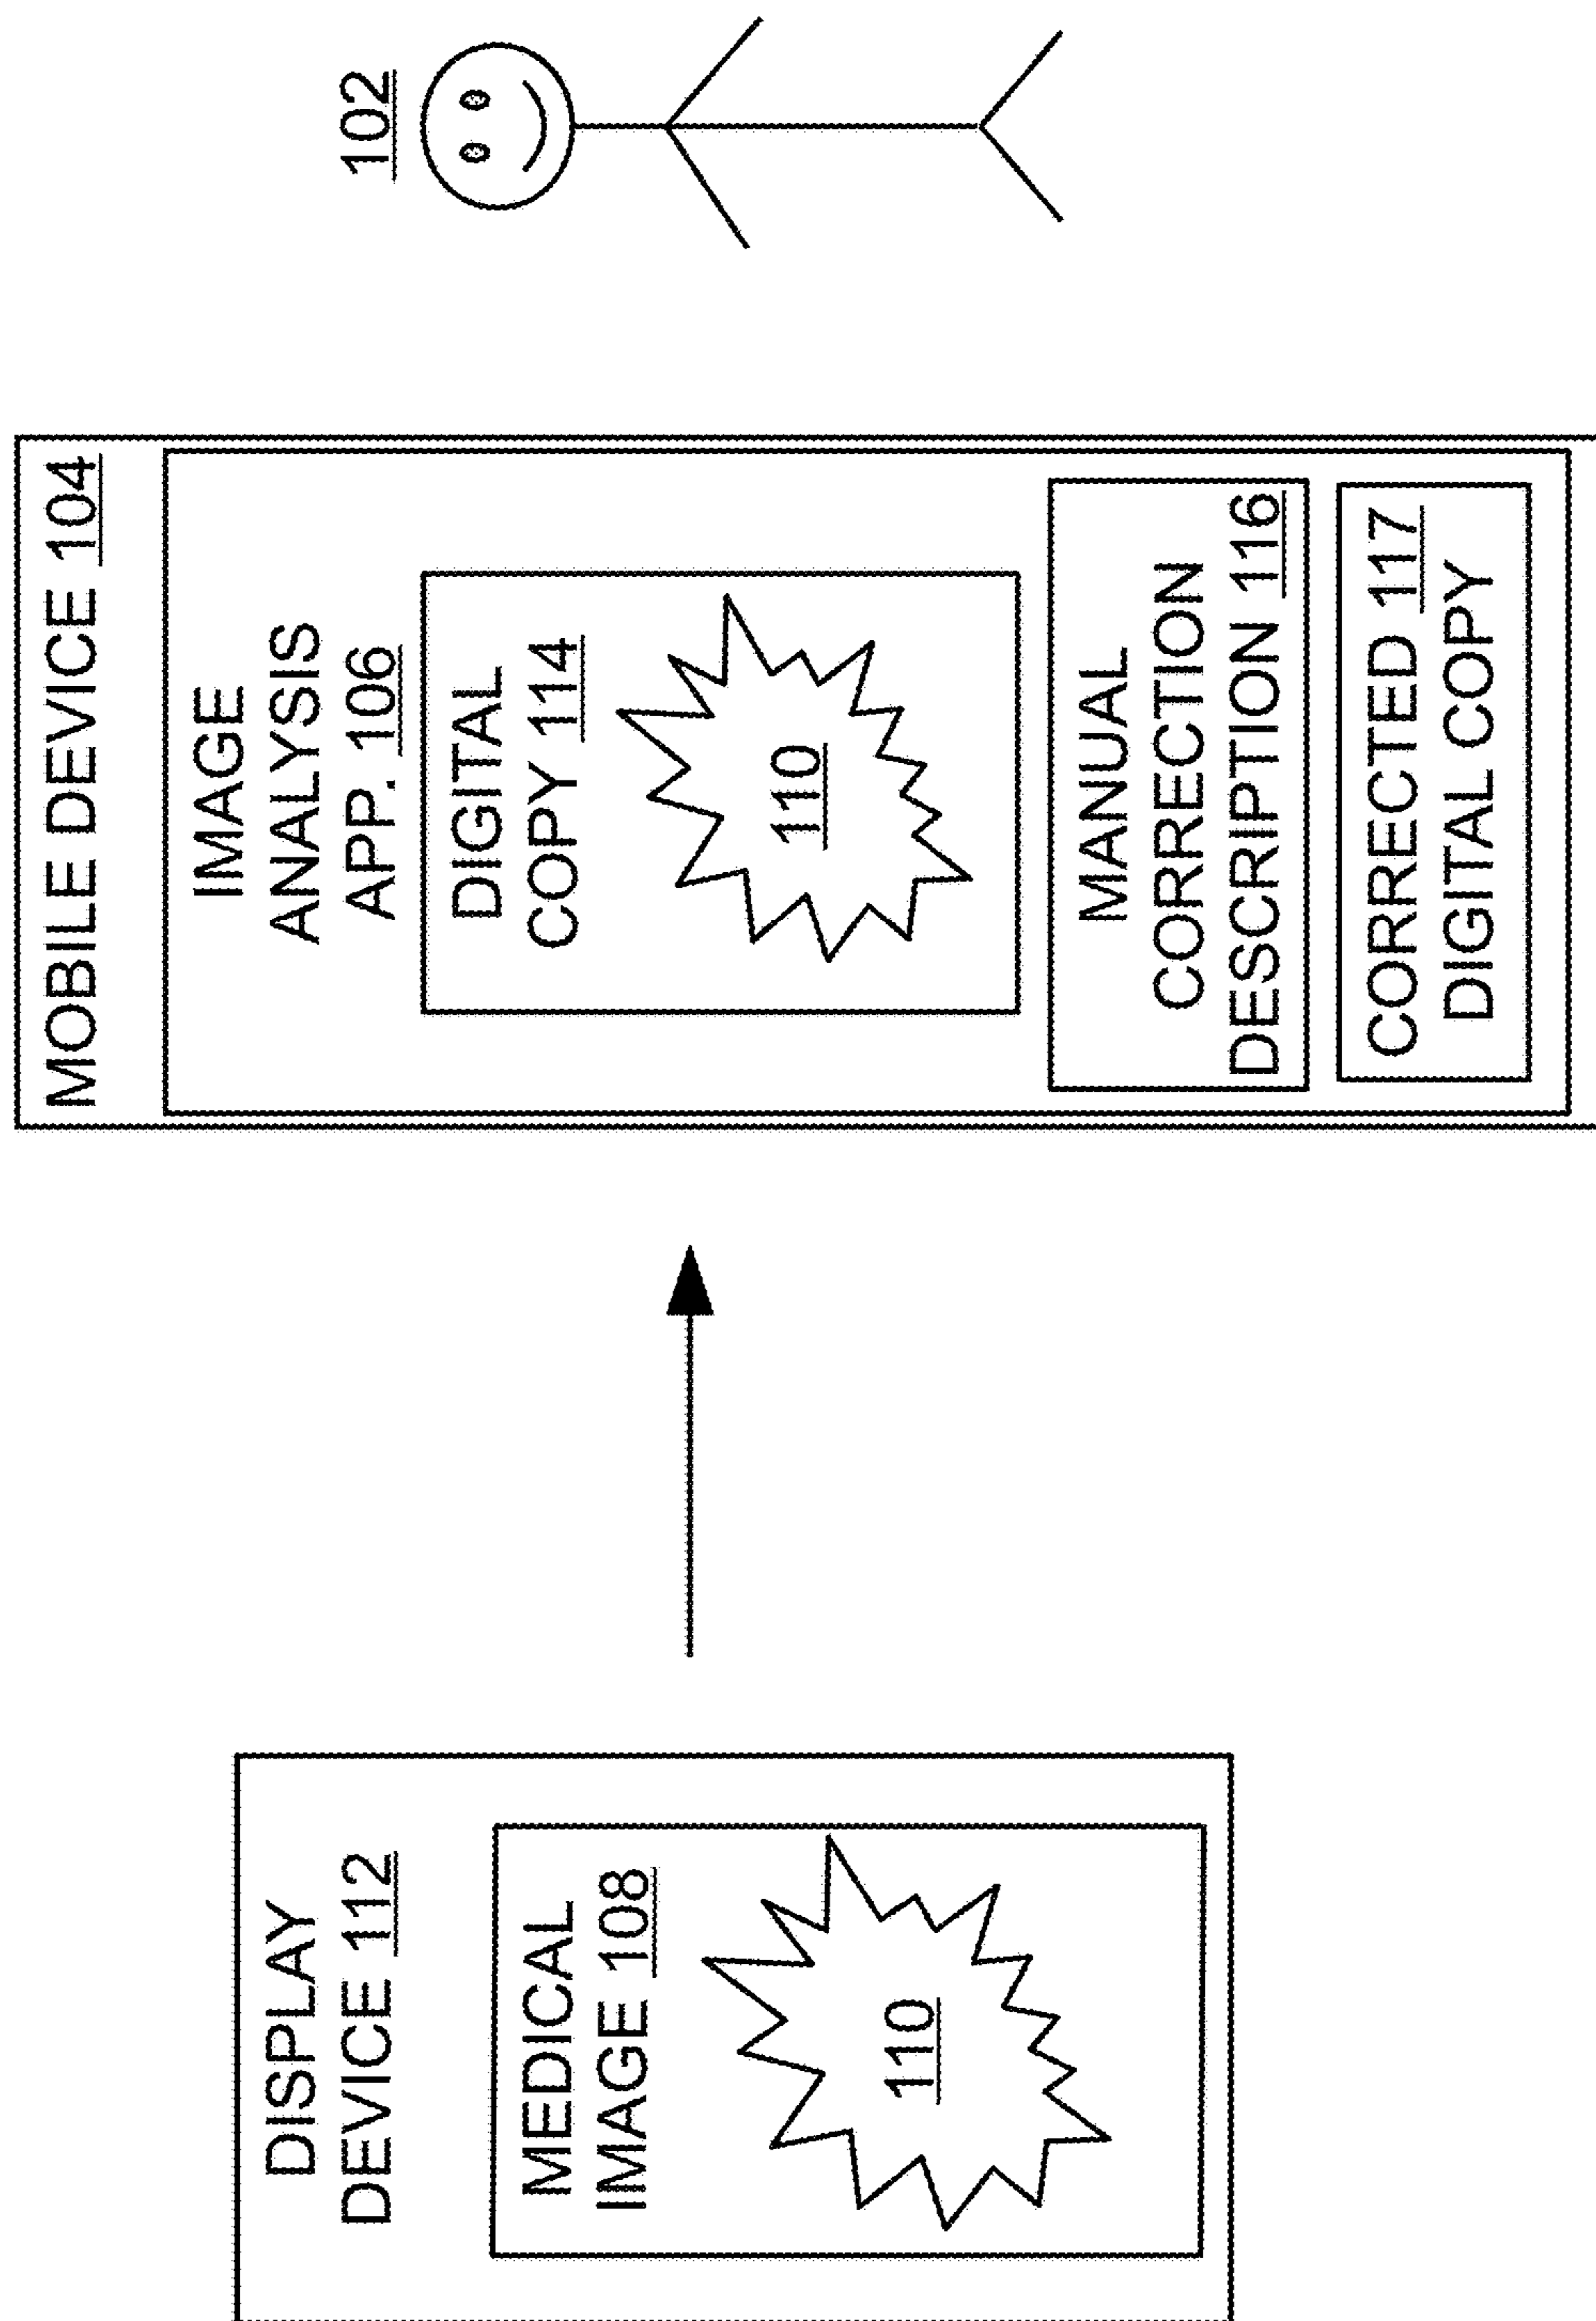 DISPLAY
DEVICE 112
MEDICAL
IMAGE 108
110
MOBILE DEVICE 104
IMAGE
ANALYSIS
APP. 106
DIGITAL
COPY 114
110
MANUAL
CORRECTION
DESCRIPTION 116
CORRECTED 117
DIGITAL COPY
102